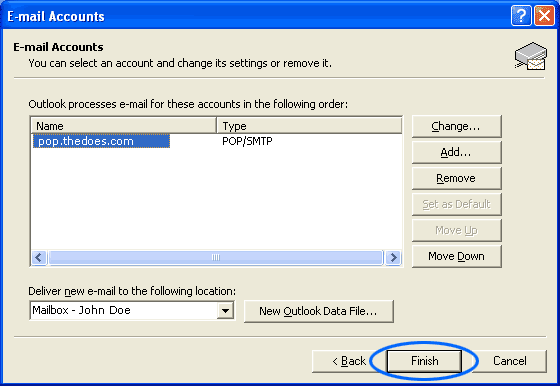 E-mail Accounts
E-mail Accounts
You can select an account and change its settings or remove it.
Outlook processes e-mail for these accounts in the following order:
Name Type
pop.thedoes.com POP/SMTP
Change...
Add...
Remove
Set as Default
Move Up
Move Down
Deliver new e-mail to the following location:
Mailbox - John Doe New Outlook Data File...
< Back Finish Cancel